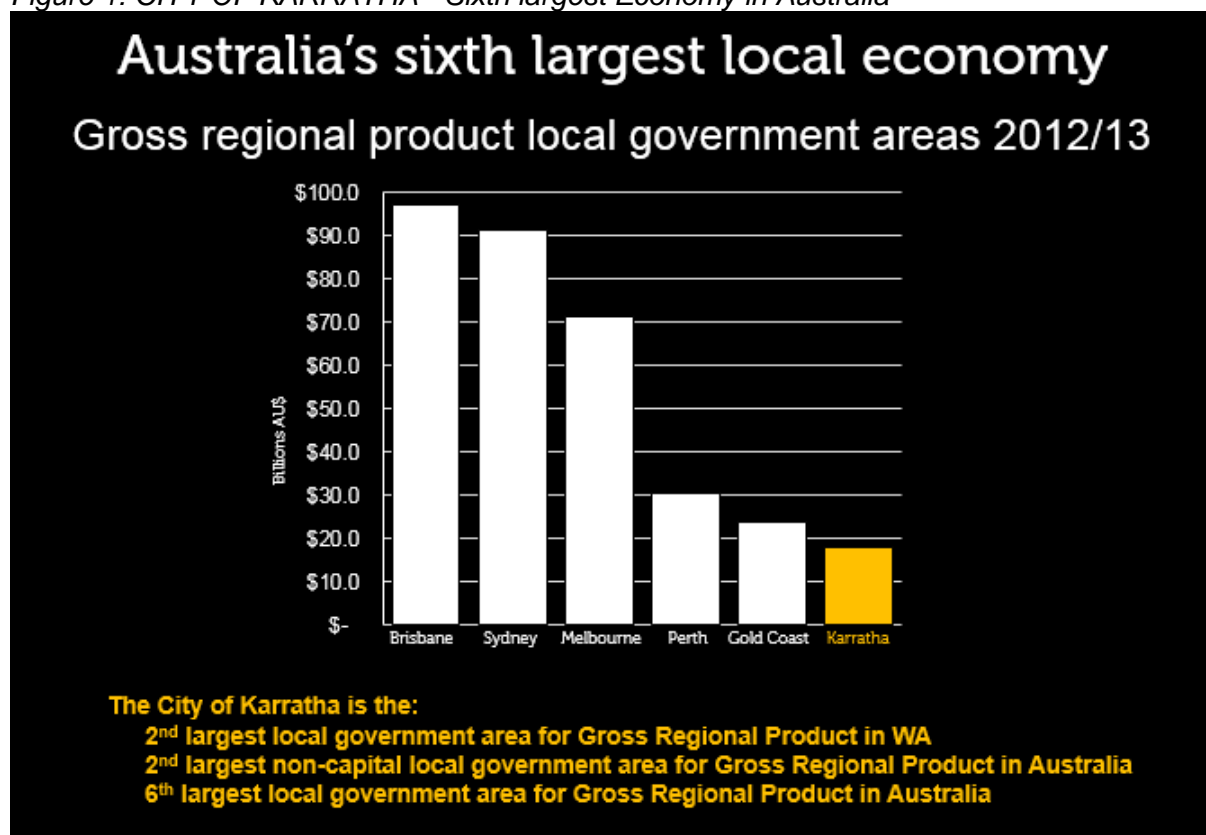 Australia's sixth largest local economy
Gross regional product local government areas 2012/13
$100.0
$90.0
$80.0
$70.0
$60.0
$50.0
$40.0
$30.0
$20.0
$10.0
$-
Billions AU$
Brisbane Sydney Melbourne Perth Gold Coast Karratha
The City of Karratha is the:
2nd largest local government area for Gross Regional Product in WA
2nd largest non-capital local government area for Gross Regional Product in Australia
6th largest local government area for Gross Regional Product in Australia